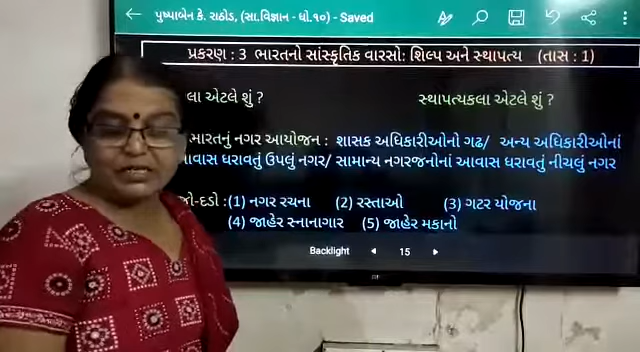 પુષ્પાબેન કે. રાઠોડ, (સા.વિજ્ઞાન - ધો.૧૦) - Saved
પ્રકરણ : 3 ભારતનો સાંસ્કૃતિક વારસો: શિલ્પ અને સ્થાપત્ય (તાસ : 1)
એટલે શું ? સ્થાપત્યકલા એટલે શું ?
ભારતનું નગર આયોજન : શાસક અધિકારીઓનો ગઢ/ અન્ય અધિકારીઓનાં
આવાસ ધરાવતું ઉપલું નગર/ સામાન્ય નગરજનોનાં આવાસ ધરાવતું નીચલું નગર
જો-દડો : (1) નગર રચના (2) રસ્તાઓ (3) ગટર યોજના
(4) જાહેર સ્નાનાગાર (5) જાહેર મકાનો
Backlight 15